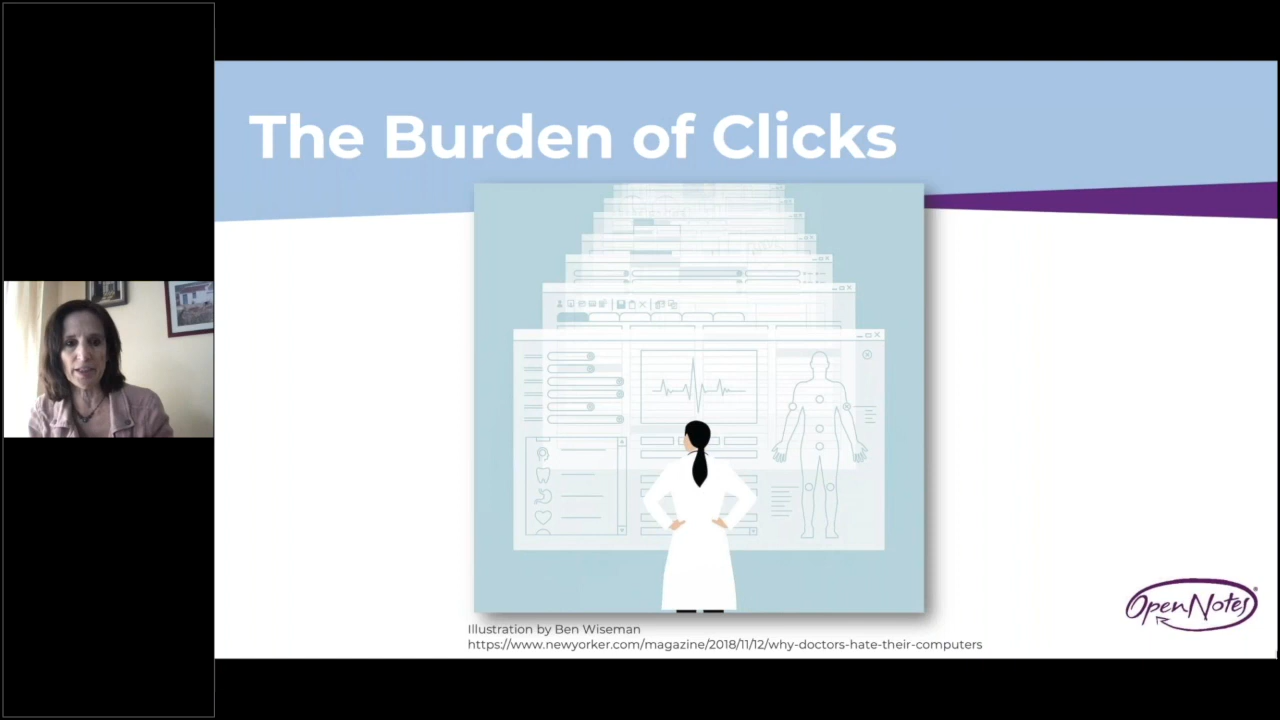 The Burden of Clicks
Illustration by Ben Wiseman
https://www.newyorker.com/magazine/2018/11/12/why-doctors-hate-their-computers
OpenNotes®